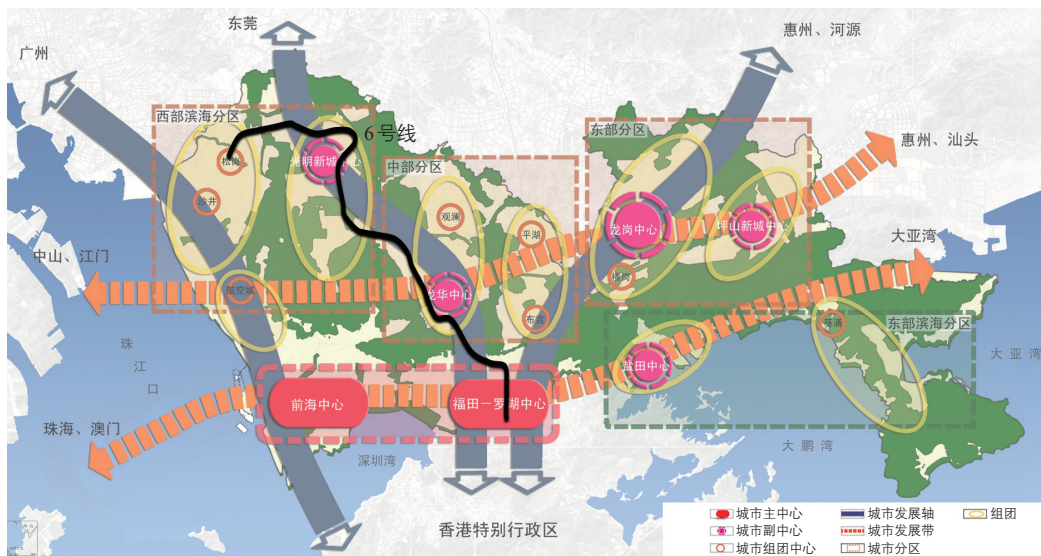 广州
东莞
惠州、河源
西部滨海分区
6号线
东部分区
惠州、汕头
松岗
光明新城中心
中部分区
沙井
观澜
平湖
龙岗中心
坪山新城中心
大亚湾
中山、江门
航空城
龙华中心
横岗
布吉
葵涌
东部滨海分区
珠江口
盐田中心
大亚湾
前海中心
福田—罗湖中心
珠海、澳门
深圳湾
大鹏湾
香港特别行政区
城市主中心
城市发展轴
组团
城市副中心
城市发展带
城市组团中心
城市分区